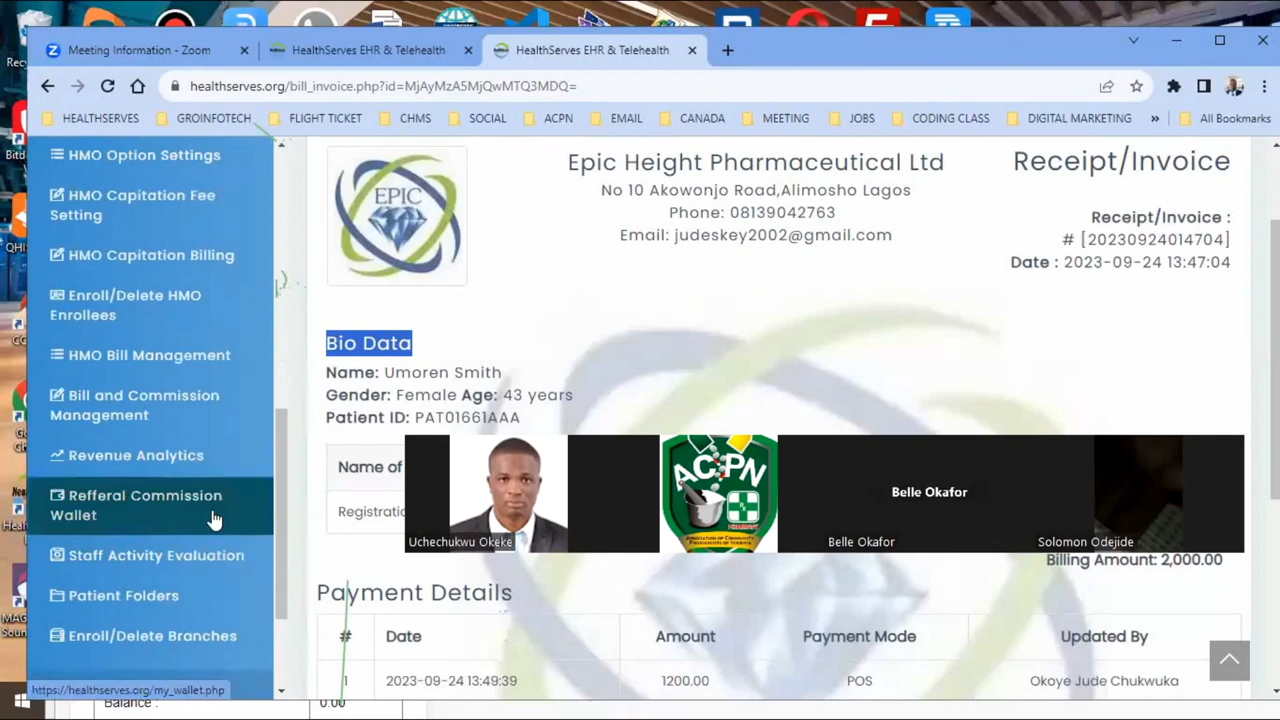 Meeting Information - Zoom
HealthServes EHR & Telehealth
HealthServes EHR & Telehealth
healthserves.org/bill_invoice.php?id=MjAyMzA5MjQwMTQ3MDQ=
HEALTHSERVES
GROINFOTECH
FLIGHT TICKET
CHMS
SOCIAL
ACPN
EMAIL
CANADA
MEETING
JOBS
CODING CLASS
DIGITAL MARKETING
»
All Bookmarks
HMO Option Settings
HMO Capitation Fee
Setting
HMO Capitation Billing
Enroll/Delete HMO
Enrollees
HMO Bill Management
Bill and Commission
Management
Revenue Analytics
Refferal Commission
Wallet
Staff Activity Evaluation
Patient Folders
Enroll/Delete Branches
https://healthserves.org/my_wallet.php
EPIC
Epic Height Pharmaceutical Ltd
No 10 Akowonjo Road,Alimosho Lagos
Phone: 08139042763
Email: judeskey2002@gmail.com
Receipt/Invoice
Receipt/Invoice :
# [20230924014704]
Date : 2023-09-24 13:47:04
Bio Data
Name: Umoren Smith
Gender: Female Age: 43 years
Patient ID: PAT01661AAA
Name of
Registratio
Uchechukwu Okeke
ACPN
ASSOCIATION OF COMMUNITY
PHARMACISTS OF NIGERIA
Belle Okafor
Belle Okafor
Solomon Odejide
Billing Amount: 2,000.00
Payment Details
# Date Amount Payment Mode Updated By
1 2023-09-24 13:49:39 1200.00 POS Okoye Jude Chukwuka
Balance : 0.00